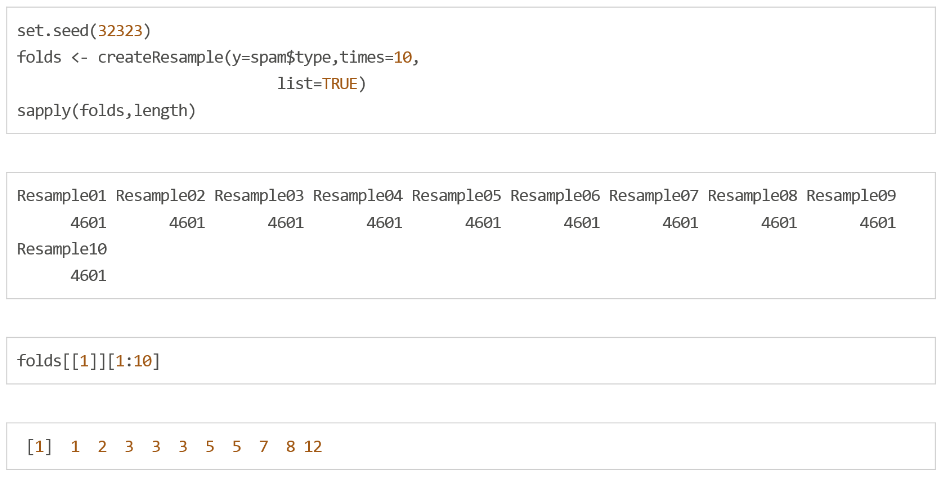 set.seed(32323)
folds <- createResample(y=spam$type,times=10,
                             list=TRUE)
sapply(folds,length)
Resample01 Resample02 Resample03 Resample04 Resample05 Resample06 Resample07 Resample08 Resample09
      4601       4601       4601       4601       4601       4601       4601       4601       4601
Resample10
      4601
folds[[1]][1:10]
 [1]  1  2  3  3  3  5  5  7  8 12